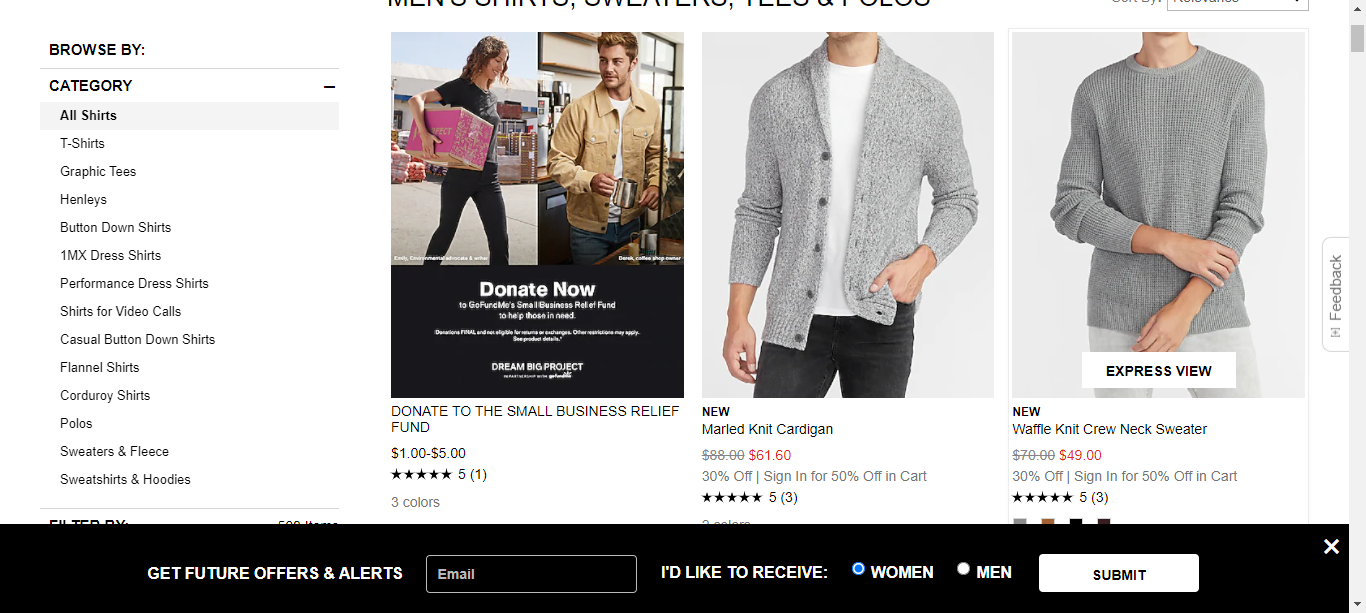 MEN'S SHIRTS, SWEATERS, TEES & POLOS
Sort By: Relevance
BROWSE BY:
CATEGORY
All Shirts
T-Shirts
Graphic Tees
Henleys
Button Down Shirts
1MX Dress Shirts
Performance Dress Shirts
Shirts for Video Calls
Casual Button Down Shirts
Flannel Shirts
Corduroy Shirts
Polos
Sweaters & Fleece
Sweatshirts & Hoodies
FILTER BY:
Items
Emily, Environmental advocate & writer
Derek, coffee shop owner
Donate Now
to GoFundMe's Small Business Relief Fund
to help those in need.
Donations FINAL and not eligible for returns or exchanges. Other restrictions may apply.
See product details.*
DREAM BIG PROJECT
IN PARTNERSHIP WITH gofundme
DONATE TO THE SMALL BUSINESS RELIEF
FUND
$1.00-$5.00
★★★★★ 5 (1)
3 colors
NEW
Marled Knit Cardigan
$88.00 $61.60
30% Off | Sign In for 50% Off in Cart
★★★★★ 5 (3)
colors
EXPRESS VIEW
NEW
Waffle Knit Crew Neck Sweater
$70.00 $49.00
30% Off | Sign In for 50% Off in Cart
★★★★★ 5 (3)
Feedback
GET FUTURE OFFERS & ALERTS
Email
I'D LIKE TO RECEIVE:
WOMEN
MEN
SUBMIT